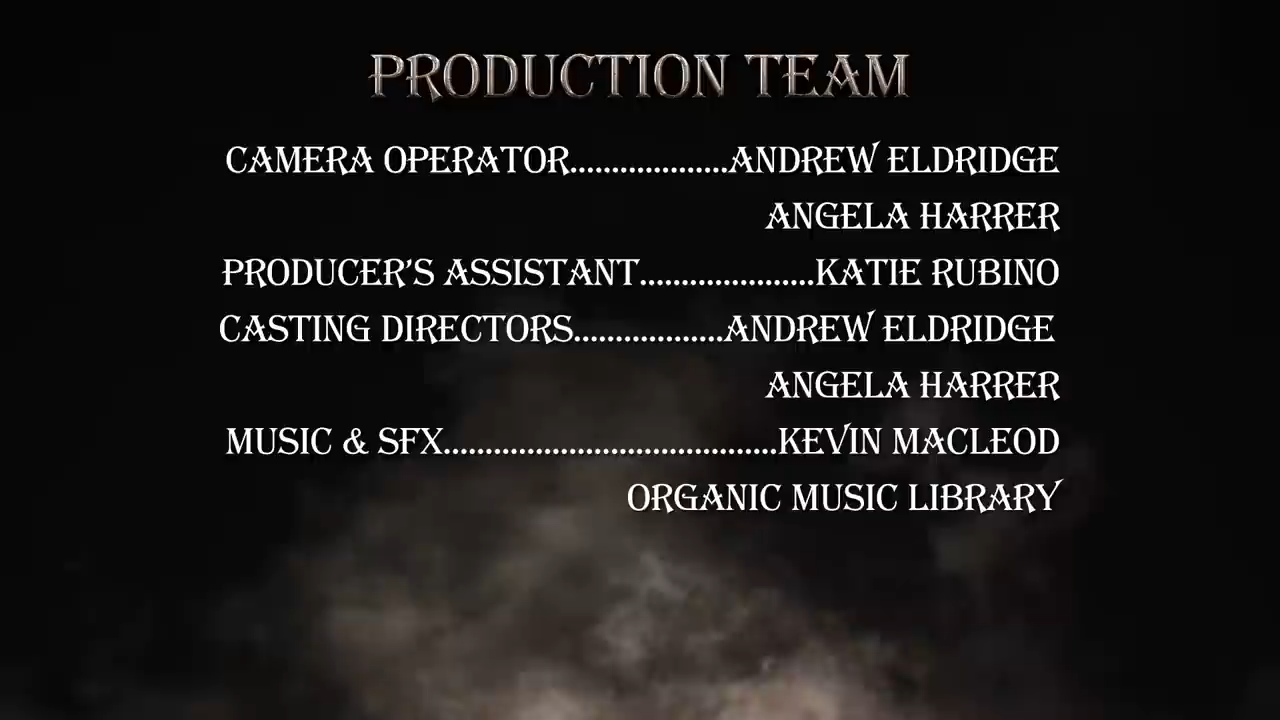 PRODUCTION TEAM
CAMERA OPERATOR...................ANDREW ELDRIDGE
ANGELA HARRER
PRODUCER'S ASSISTANT.....................KATIE RUBINO
CASTING DIRECTORS..................ANDREW ELDRIDGE
ANGELA HARRER
MUSIC & SFX........................................KEVIN MACLEOD
ORGANIC MUSIC LIBRARY